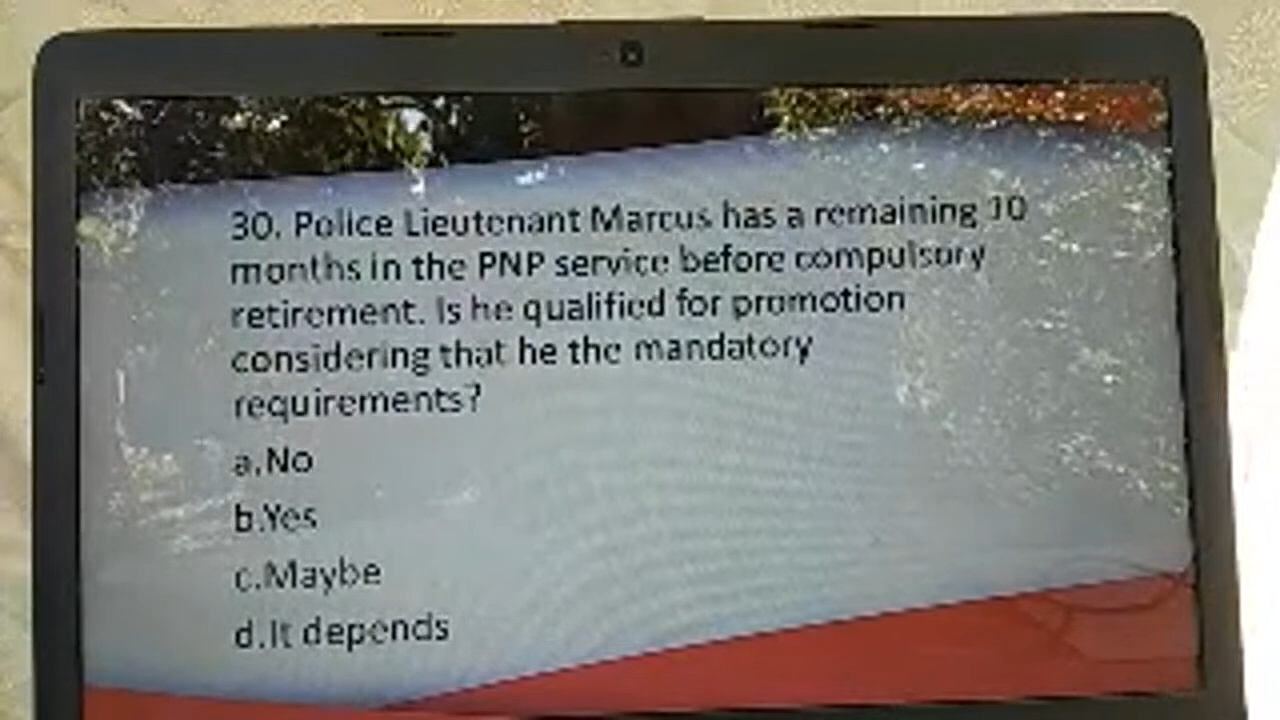 30. Police Lieutenant Marcus has a remaining 10
months in the PNP service before compulsory
retirement. Is he qualified for promotion
considering that he the mandatory
requirements?
a.No
b.Yes
c.Maybe
d.It depends